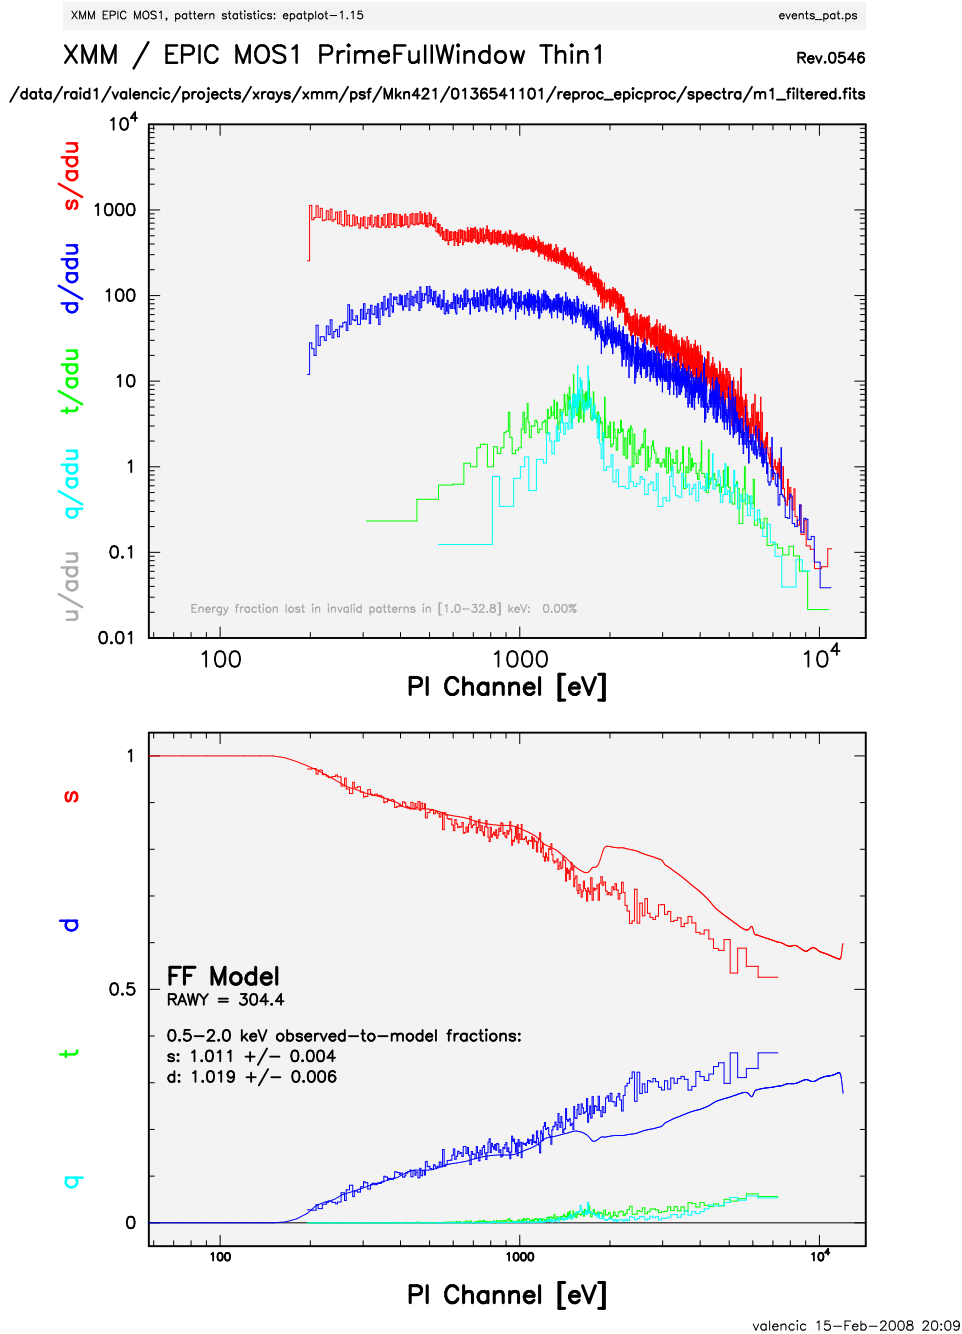 XMM EPIC MOS1, pattern statistics: epatplot-1.15 events_pat.ps
XMM / EPIC MOS1 PrimeFullWindow Thin1 Rev.0546
/data/raid1/valencic/projects/xrays/xmm/psf/Mkn421/0136541101/reproc_epicproc/spectra/m1_filtered.fits
10^4
1000
100
10
1
0.1
0.01
s/adu
d/adu
t/adu
q/adu
u/adu
Energy fraction lost in invalid patterns in [1.0-32.8] keV: 0.00%
100 1000 10^4
PI Channel [eV]
1
0.5
0
s
d
t
q
FF Model
RAWY = 304.4
0.5-2.0 keV observed-to-model fractions:
s: 1.011 +/- 0.004
d: 1.019 +/- 0.006
100 1000 10^4
PI Channel [eV]
valencic 15-Feb-2008 20:09